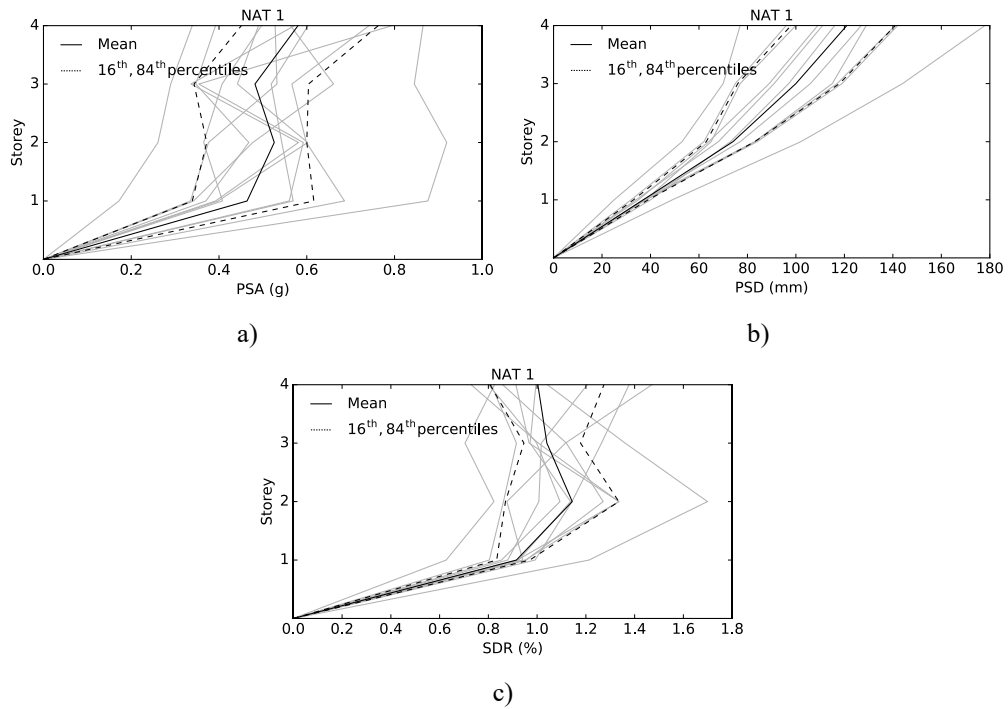 NAT 1
4
Mean
16th, 84th percentiles
3
Storey
2
1
0.0 0.2 0.4 0.6 0.8 1.0
PSA (g)
a)
NAT 1
4
Mean
16th, 84th percentiles
3
Storey
2
1
0 20 40 60 80 100 120 140 160 180
PSD (mm)
b)
NAT 1
4
Mean
16th, 84th percentiles
3
Storey
2
1
0.0 0.2 0.4 0.6 0.8 1.0 1.2 1.4 1.6 1.8
SDR (%)
c)